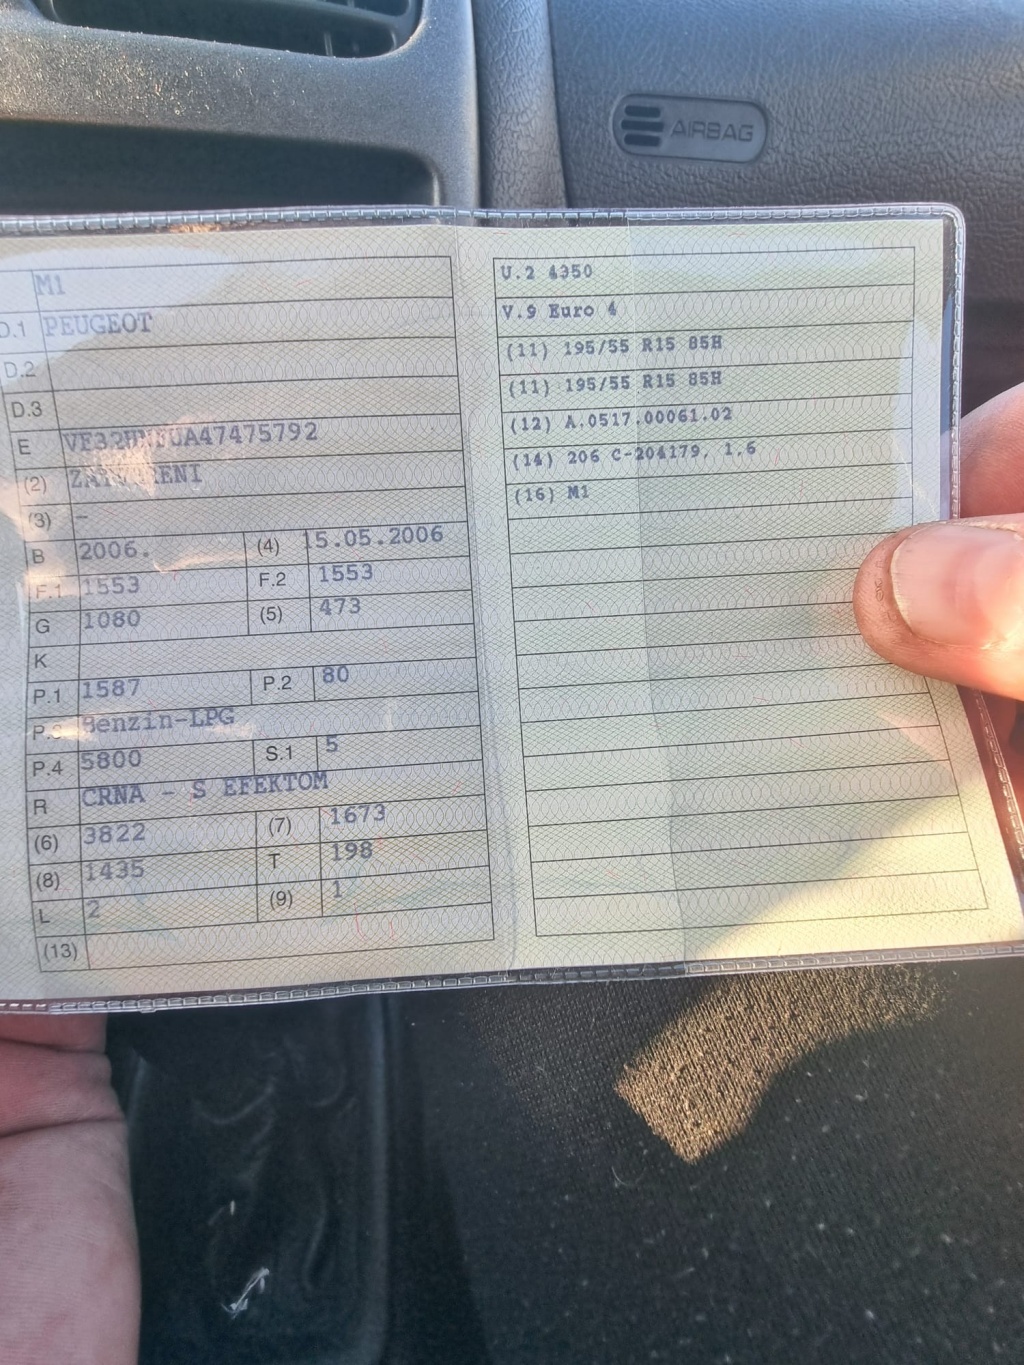 AIRBAG
M1
D.1 PEUGEOT
D.2
D.3
E
(2)
(3) -
B 2006. (4) 15.05.2006
F.1 1553 F.2 1553
G 1080 (5) 473
K
P.1 1587 P.2 80
P.3 Benzin-LPG
P.4 5800 S.1 5
R CRNA - S EFEKTOM
(6) 3822 (7) 1673
(8) 1435 T 198
L 2 (9) 1
(13)
U.2 4350
V.9 Euro 4
(11) 195/55 R15 85H
(11) 195/55 R15 85H
(12) A.0517.00061.02
(14) 206 C-204179, 1,6
(16) M1